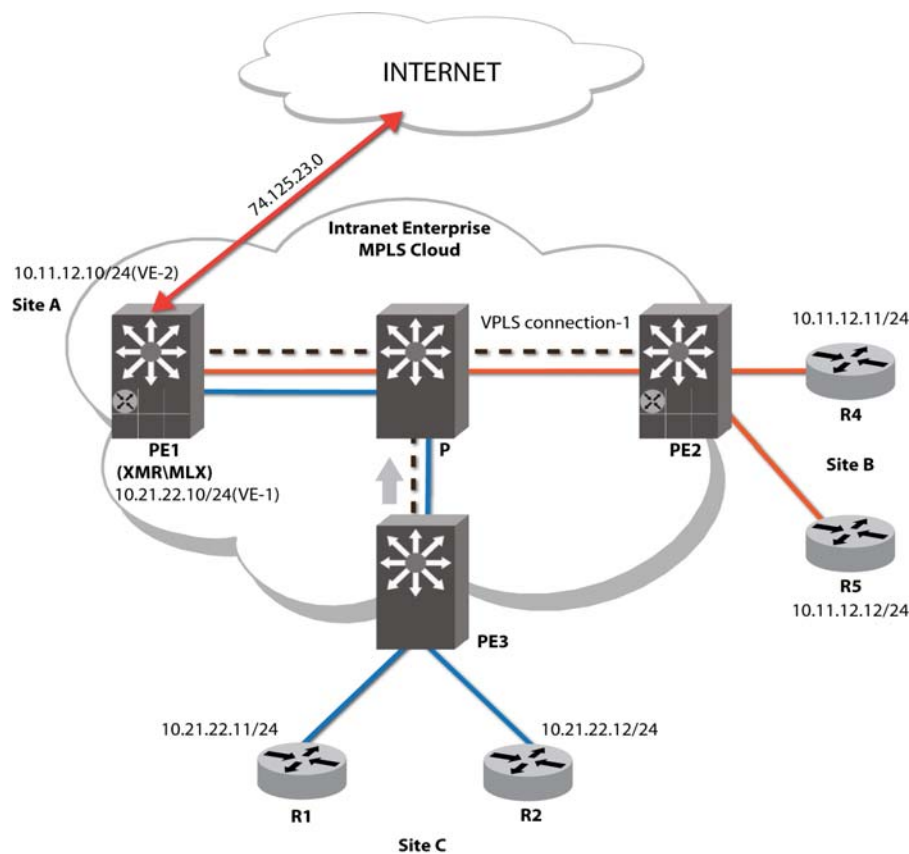 INTERNET
74.125.23.0
Intranet Enterprise
MPLS Cloud
10.11.12.10/24(VE-2)
Site A
VPLS connection-1
10.11.12.11/24
R4
PE1
P
PE2
(XMR\MLX)
10.21.22.10/24(VE-1)
Site B
R5
10.11.12.12/24
PE3
10.21.22.11/24
10.21.22.12/24
R1
R2
Site C